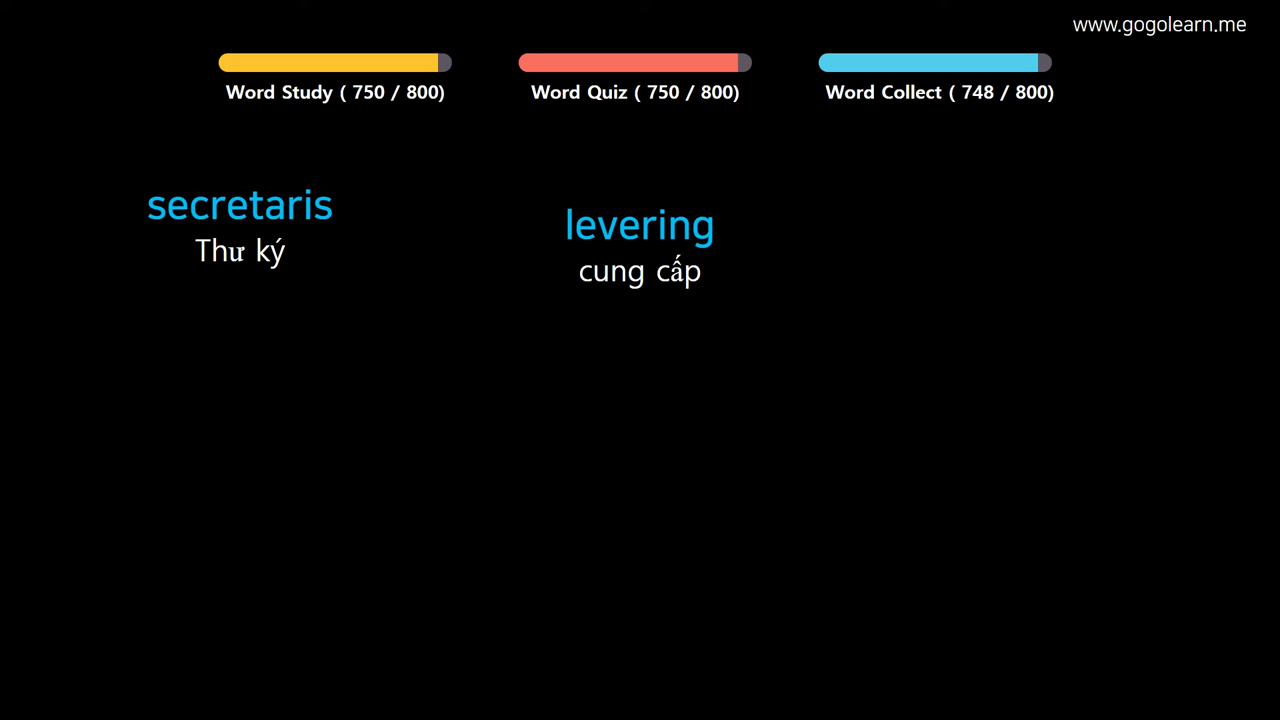 www.gogolearn.me
Word Study ( 750 / 800)
Word Quiz ( 750 / 800)
Word Collect ( 748 / 800)
secretaris
Thư ký
levering
cung cấp